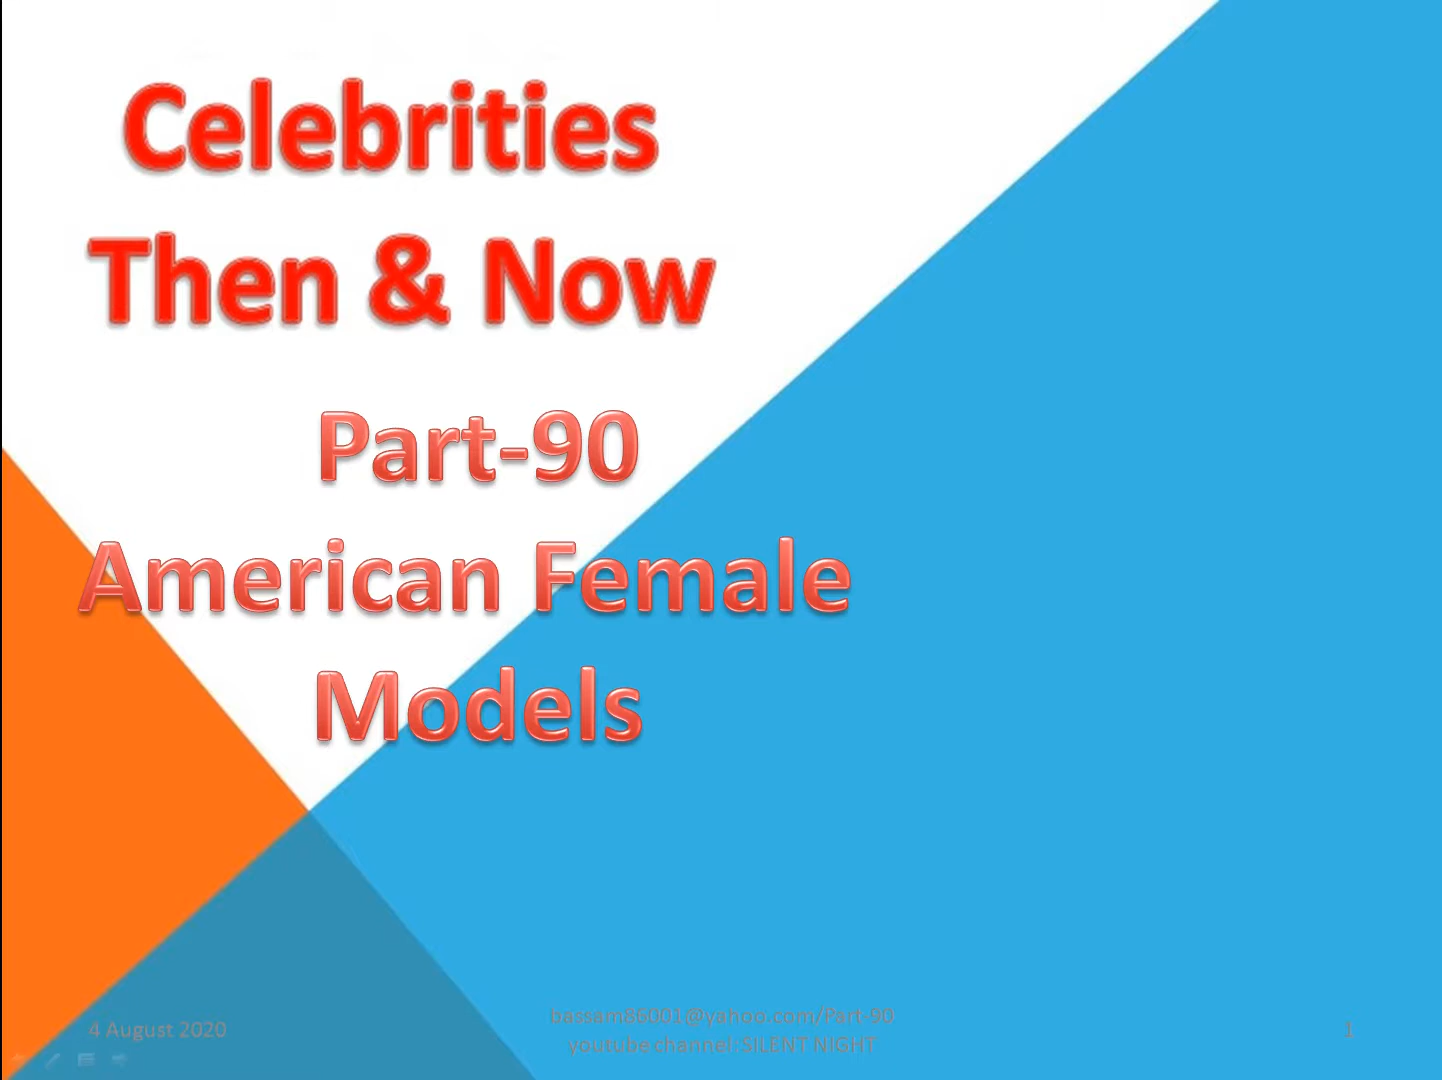 Celebrities
Then & Now
Part-90
American Female
Models
4 August 2020
bassam86001@yahoo.com/Part-90
youtube channel:SILENT NIGHT
1